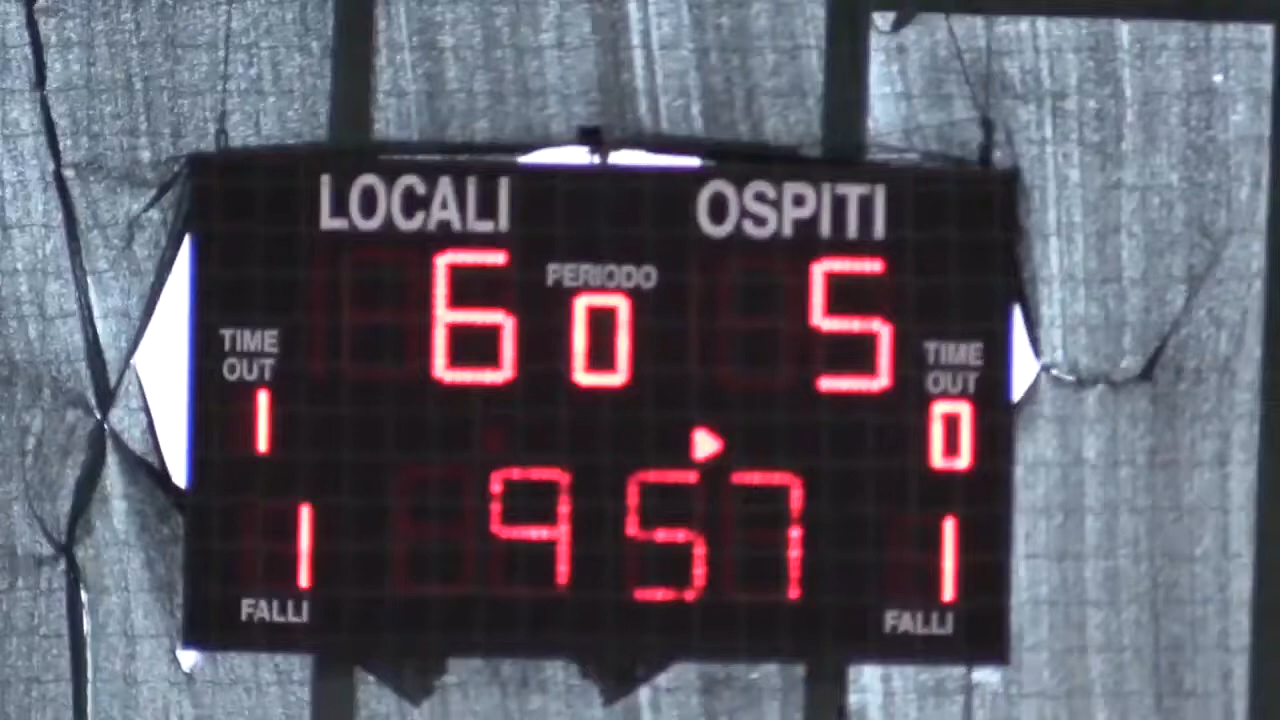 LOCALI OSPITI
6 PERIODO 5
0
TIME OUT TIME OUT
1 0
9 57
1 1
FALLI FALLI